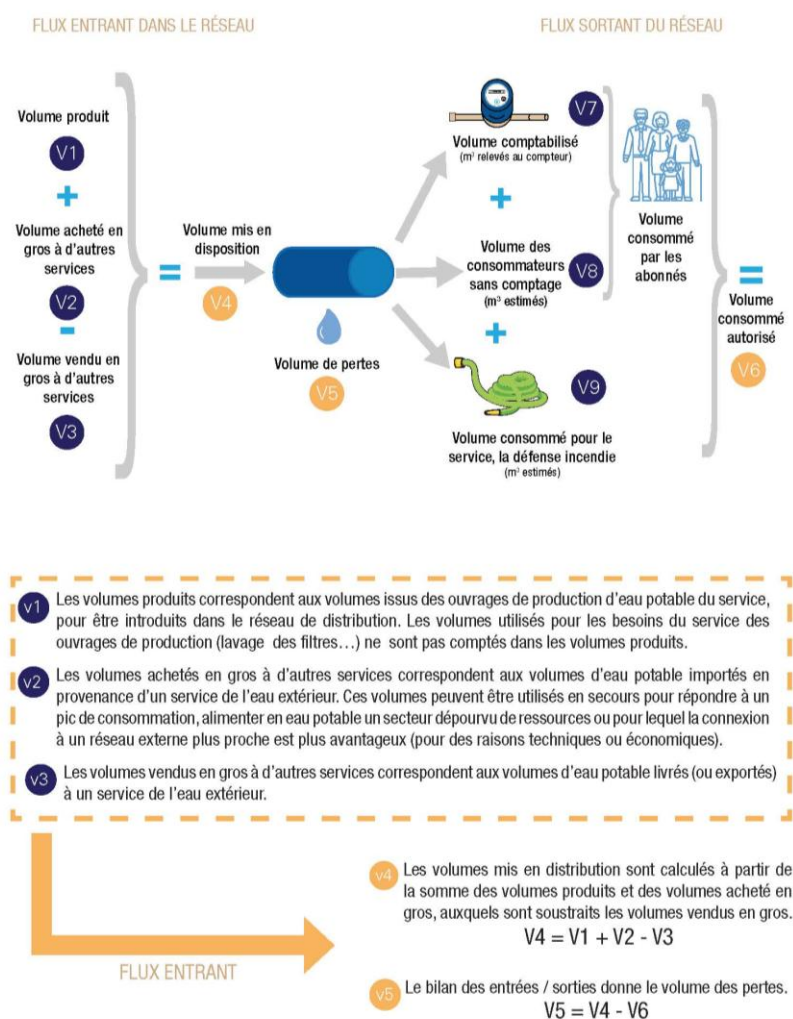 FLUX ENTRANT DANS LE RÉSEAU
FLUX SORTANT DU RÉSEAU
Volume produit
V1
+
Volume acheté en
gros à d'autres
services
V2
-
Volume vendu en
gros à d'autres
services
V3
=
Volume mis en
disposition
V4
Volume de pertes
V5
V7
Volume comptabilisé
(m³ relevés au compteur)
+
Volume des
consommateurs
sans comptage
(m³ estimés)
V8
+
V9
Volume consommé pour le
service, la défense incendie
(m³ estimés)
Volume
consommé
par les
abonnés
=
Volume
consommé
autorisé
V6
v1 Les volumes produits correspondent aux volumes issus des ouvrages de production d'eau potable du service,
pour être introduits dans le réseau de distribution. Les volumes utilisés pour les besoins du service des
ouvrages de production (lavage des filtres…) ne sont pas comptés dans les volumes produits.
v2 Les volumes achetés en gros à d'autres services correspondent aux volumes d'eau potable importés en
provenance d'un service de l'eau extérieur. Ces volumes peuvent être utilisés en secours pour répondre à un
pic de consommation, alimenter en eau potable un secteur dépourvu de ressources ou pour lequel la connexion
à un réseau externe plus proche est plus avantageux (pour des raisons techniques ou économiques).
v3 Les volumes vendus en gros à d'autres services correspondent aux volumes d'eau potable livrés (ou exportés)
à un service de l'eau extérieur.
FLUX ENTRANT
v4 Les volumes mis en distribution sont calculés à partir de
la somme des volumes produits et des volumes acheté en
gros, auxquels sont soustraits les volumes vendus en gros.
V4 = V1 + V2 - V3
v5 Le bilan des entrées / sorties donne le volume des pertes.
V5 = V4 - V6